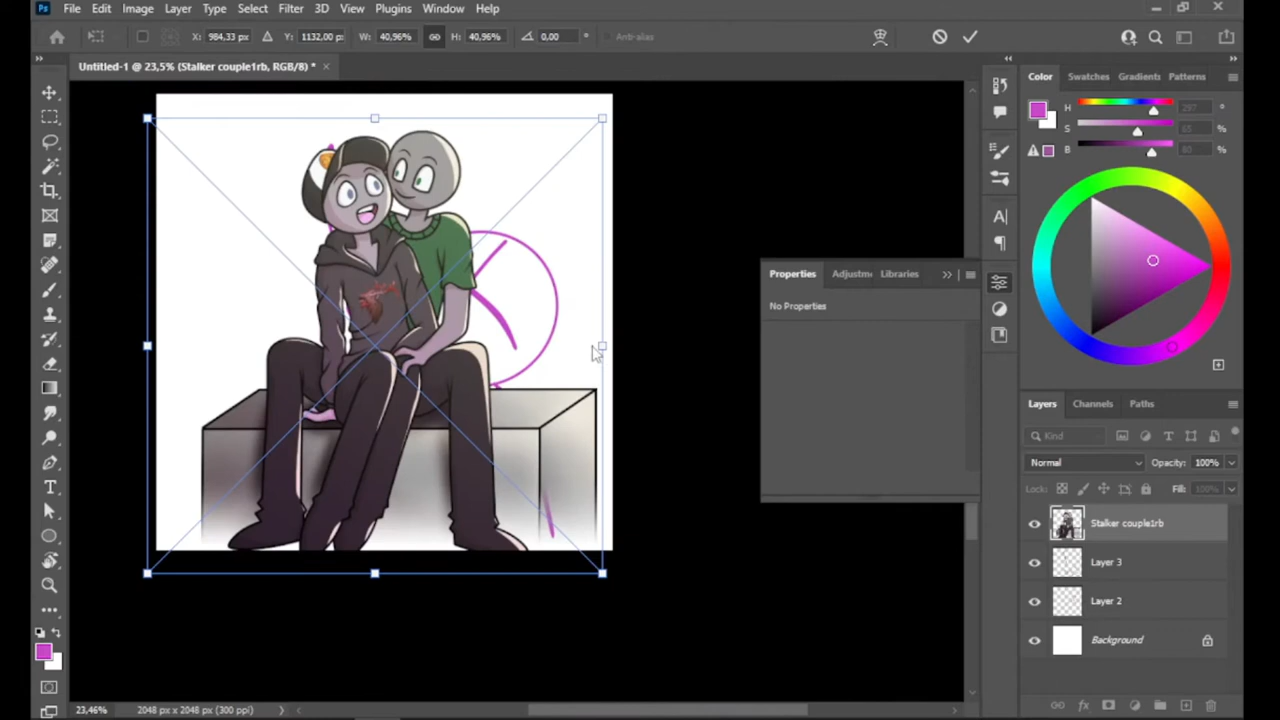 Ps File Edit Image Layer Type Select Filter 3D View Plugins Window Help
X: 984,33 px Y: 1132,00 px W: 40,96% H: 40,96% 0,00 ° Anti-alias
Untitled-1 @ 23,5% (Stalker couple1rb, RGB/8) * ×
Color Swatches Gradients Patterns
H 297 °
S 65 %
B 80 %
Properties Adjustm Libraries
No Properties
Layers Channels Paths
Kind
Normal Opacity: 100%
Lock: Fill: 100%
Stalker couple1rb
Layer 3
Layer 2
Background
23,46% 2048 px x 2048 px (300 ppi)